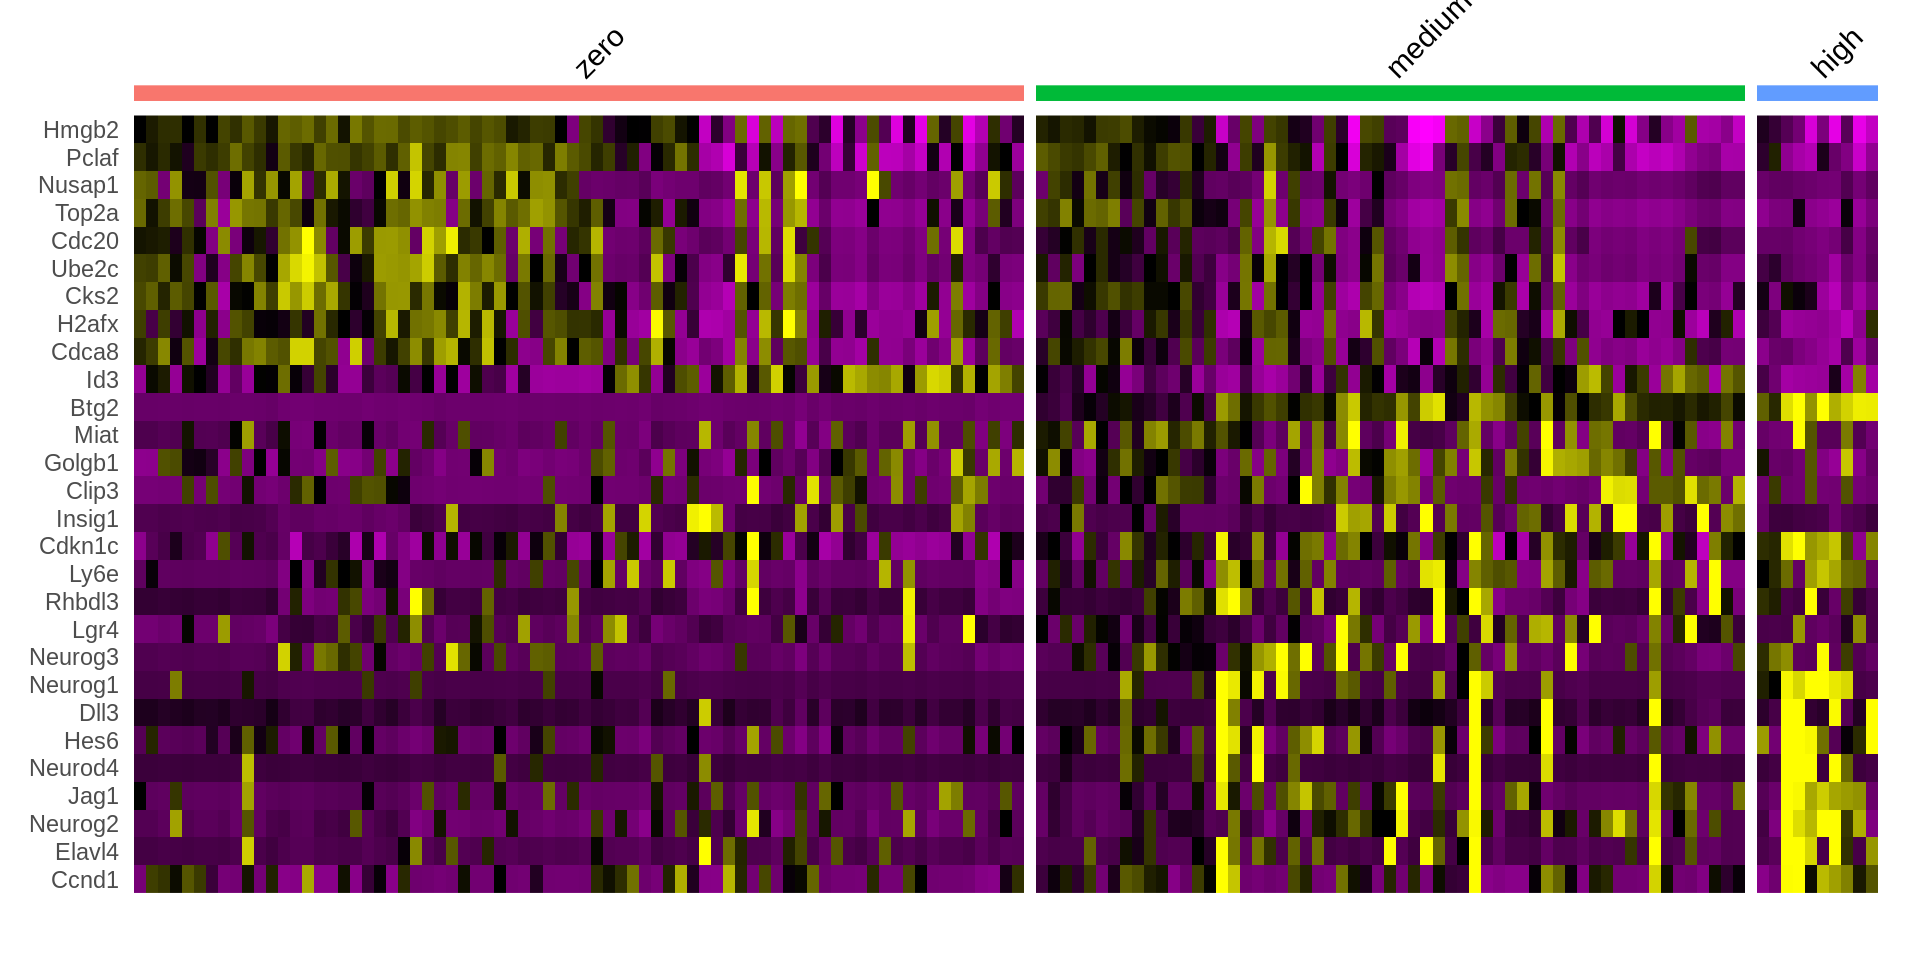 zero
medium
high
Hmgb2
Pclaf
Nusap1
Top2a
Cdc20
Ube2c
Cks2
H2afx
Cdca8
Id3
Btg2
Miat
Golgb1
Clip3
Insig1
Cdkn1c
Ly6e
Rhbdl3
Lgr4
Neurog3
Neurog1
Dll3
Hes6
Neurod4
Jag1
Neurog2
Elavl4
Ccnd1